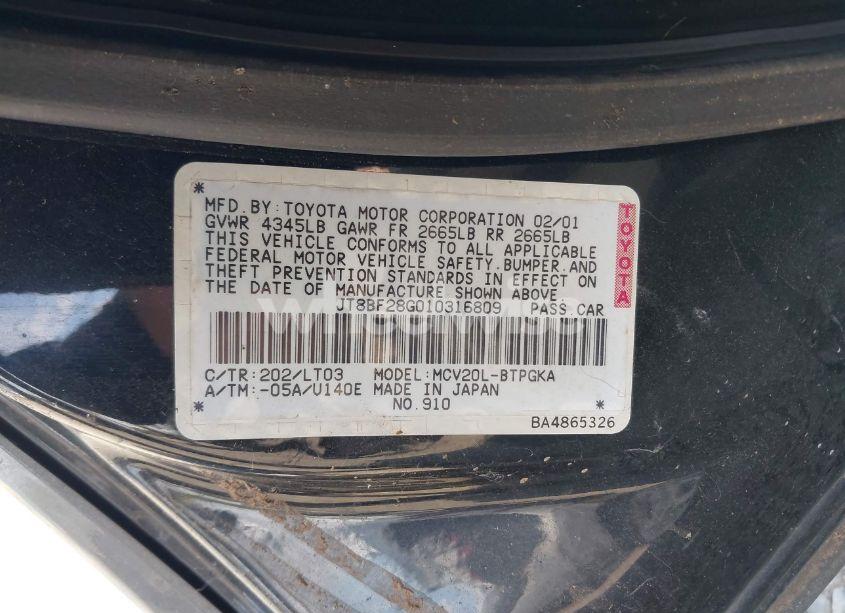 MFD.BY:TOYOTA MOTOR CORPORATION 02/01
GVWR 4345LB GAWR FR 2665LB RR 2665LB
THIS VEHICLE CONFORMS TO ALL APPLICABLE
FEDERAL MOTOR VEHICLE SAFETY.BUMPER.AND
THEFT PREVENTION STANDARDS IN EFFECT ON
THE DATE OF MANUFACTURE SHOWN ABOVE.
JT8BF28G010316809 PASS.CAR
TOYOTA
C/TR:202/LT03 MODEL:MCV20L-BTPGKA
A/TM:-05A/U140E MADE IN JAPAN
NO.910
BA4865326